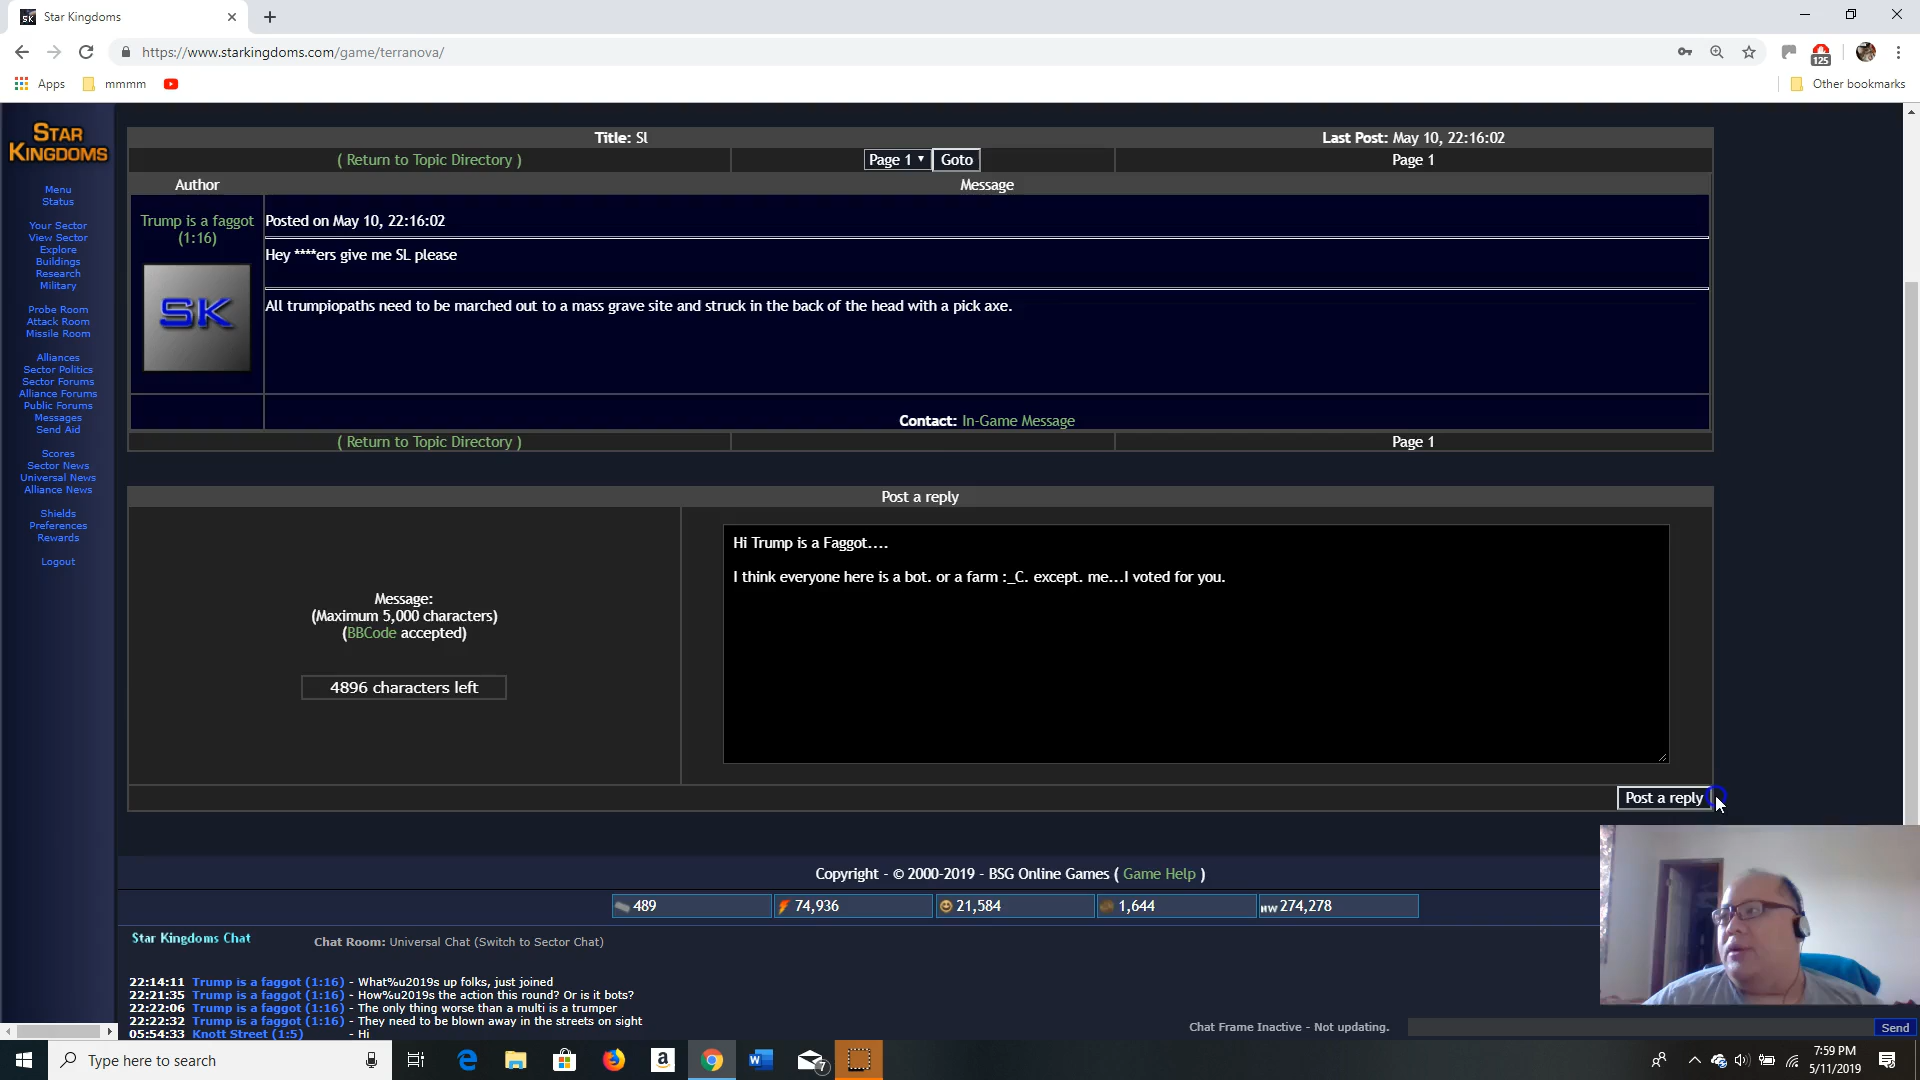 Star Kingdoms
https://www.starkingdoms.com/game/terranova/
125
Apps
mmmm
Other bookmarks
STAR KINGDOMS
Menu
Status
Your Sector
View Sector
Explore
Buildings
Research
Military
Probe Room
Attack Room
Missile Room
Alliances
Sector Politics
Sector Forums
Alliance Forums
Public Forums
Messages
Send Aid
Scores
Sector News
Universal News
Alliance News
Shields
Preferences
Rewards
Logout
Title: Sl
Last Post: May 10, 22:16:02
( Return to Topic Directory )
Page 1
Goto
Page 1
Author
Message
Trump is a faggot
(1:16)
SK
Posted on May 10, 22:16:02
Hey ****ers give me SL please
All trumpiopaths need to be marched out to a mass grave site and struck in the back of the head with a pick axe.
Contact: In-Game Message
( Return to Topic Directory )
Page 1
Post a reply
Message:
(Maximum 5,000 characters)
(BBCode accepted)
4896 characters left
Hi Trump is a Faggot....
I think everyone here is a bot. or a farm :_C. except. me...I voted for you.
Post a reply
Copyright - © 2000-2019 - BSG Online Games ( Game Help )
489
74,936
21,584
1,644
NW 274,278
Star Kingdoms Chat
Chat Room: Universal Chat (Switch to Sector Chat)
22:14:11 Trump is a faggot (1:16) - What%u2019s up folks, just joined
22:21:35 Trump is a faggot (1:16) - How%u2019s the action this round? Or is it bots?
22:22:06 Trump is a faggot (1:16) - The only thing worse than a multi is a trumper
22:22:32 Trump is a faggot (1:16) - They need to be blown away in the streets on sight
05:54:33 Knott Street (1:5) - Hi
Chat Frame Inactive - Not updating.
Send
Type here to search
7
7:59 PM
5/11/2019